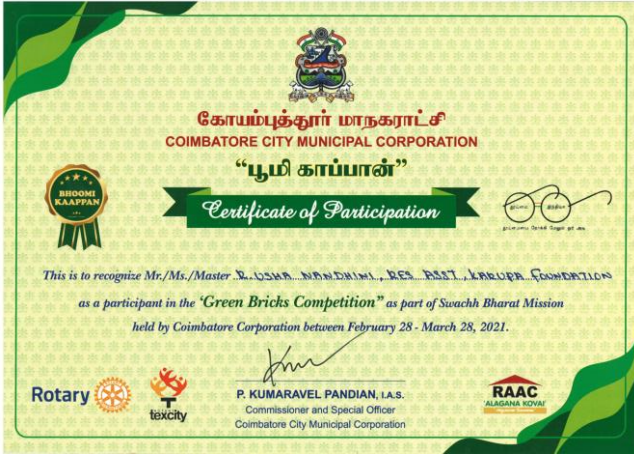 கோயம்புத்தூர் மாநகராட்சி
COIMBATORE CITY MUNICIPAL CORPORATION
“பூமி காப்பான்”
BHOOMI
KAAPPAN
Certificate of Participation
This is to recognize Mr./Ms./Master R. USHA NANDHINI, RES ASST, KARUPA FOUNDATION
as a participant in the ‘Green Bricks Competition” as part of Swachh Bharat Mission
held by Coimbatore Corporation between February 28 - March 28, 2021.
Rotary
texcity
P. KUMARAVEL PANDIAN, I.A.S.
Commissioner and Special Officer
Coimbatore City Municipal Corporation
RAAC
'ALAGANA KOVAI'